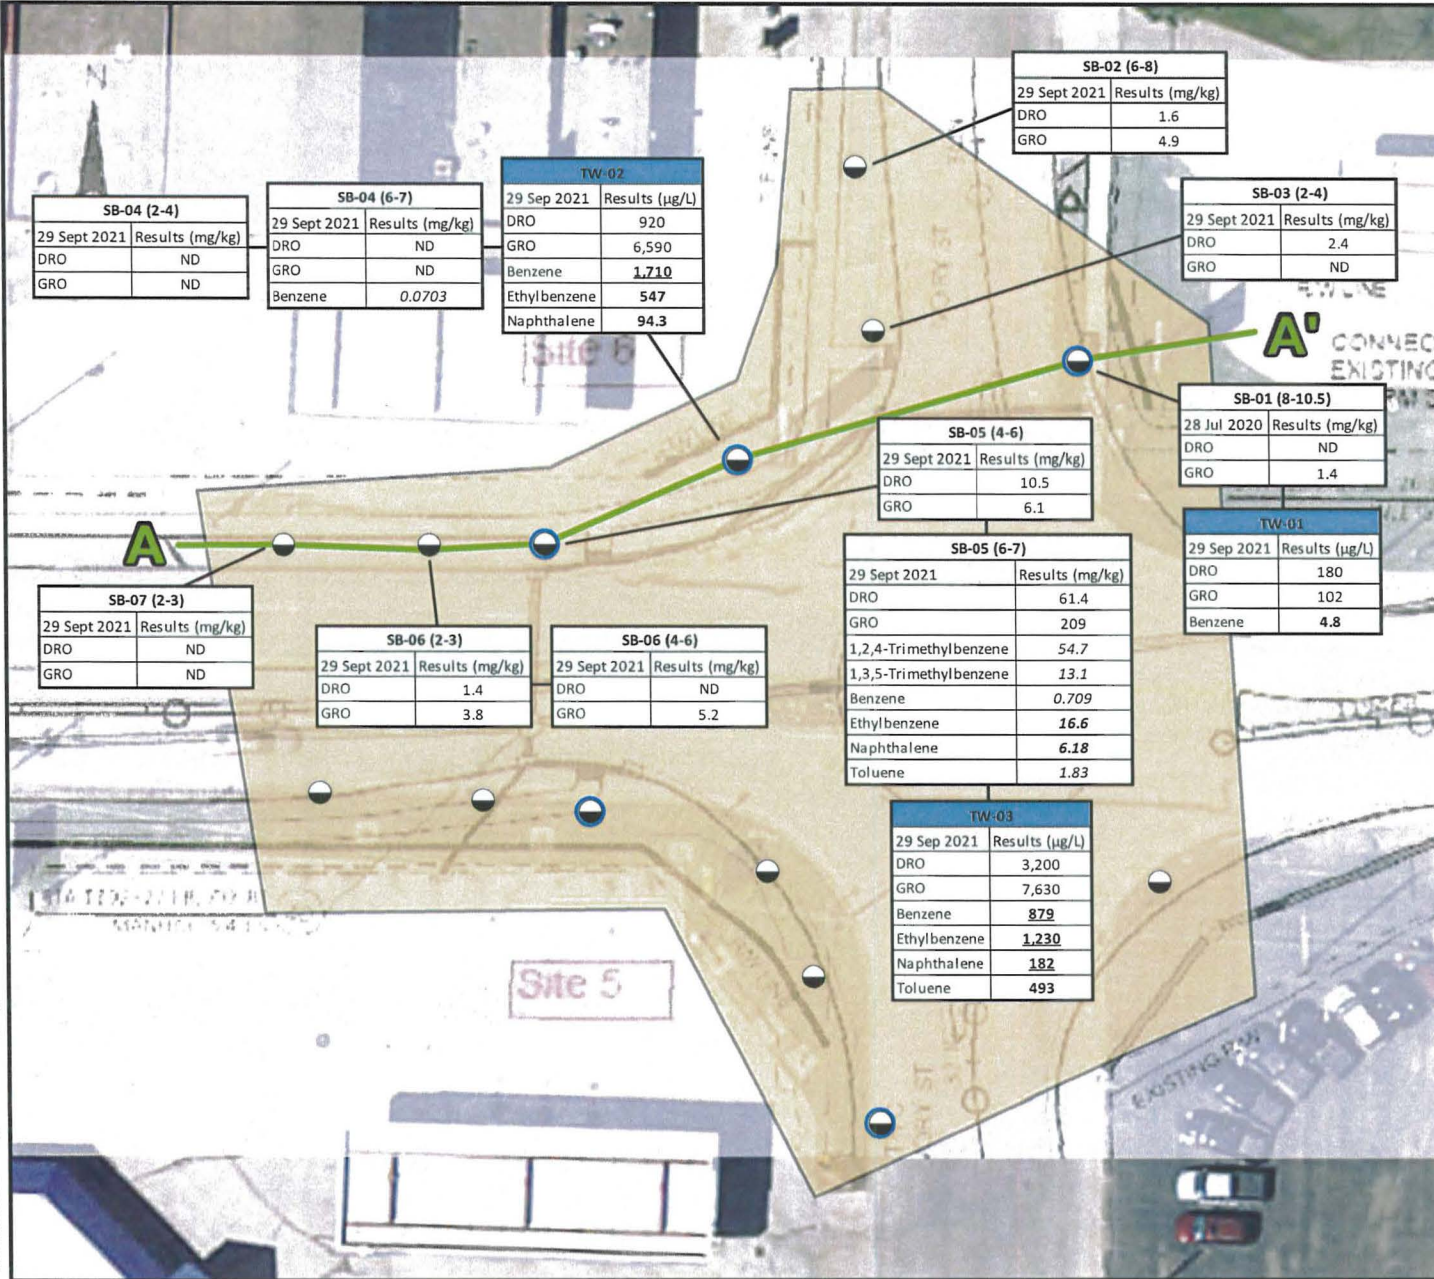 N
SB-02 (6-8)
29 Sept 2021 Results (mg/kg)
DRO 1.6
GRO 4.9
TW-02
29 Sep 2021 Results (µg/L)
DRO 920
GRO 6,590
Benzene 1,710
Ethylbenzene 547
Naphthalene 94.3
SB-04 (6-7)
29 Sept 2021 Results (mg/kg)
DRO ND
GRO ND
Benzene 0.0703
SB-04 (2-4)
29 Sept 2021 Results (mg/kg)
DRO ND
GRO ND
SB-03 (2-4)
29 Sept 2021 Results (mg/kg)
DRO 2.4
GRO ND
Site 6
A'
CONNEC
EXISTING
SB-01 (8-10.5)
28 Jul 2020 Results (mg/kg)
DRO ND
GRO 1.4
TW-01
29 Sep 2021 Results (µg/L)
DRO 180
GRO 102
Benzene 4.8
SB-05 (4-6)
29 Sept 2021 Results (mg/kg)
DRO 10.5
GRO 6.1
A
SB-05 (6-7)
29 Sept 2021 Results (mg/kg)
DRO 61.4
GRO 209
1,2,4-Trimethylbenzene 54.7
1,3,5-Trimethylbenzene 13.1
Benzene 0.709
Ethylbenzene 16.6
Naphthalene 6.18
Toluene 1.83
SB-07 (2-3)
29 Sept 2021 Results (mg/kg)
DRO ND
GRO ND
SB-06 (2-3)
29 Sept 2021 Results (mg/kg)
DRO 1.4
GRO 3.8
SB-06 (4-6)
29 Sept 2021 Results (mg/kg)
DRO ND
GRO 5.2
TW-03
29 Sep 2021 Results (µg/L)
DRO 3,200
GRO 7,630
Benzene 879
Ethylbenzene 1,230
Naphthalene 182
Toluene 493
Site 5
EXISTING R/W